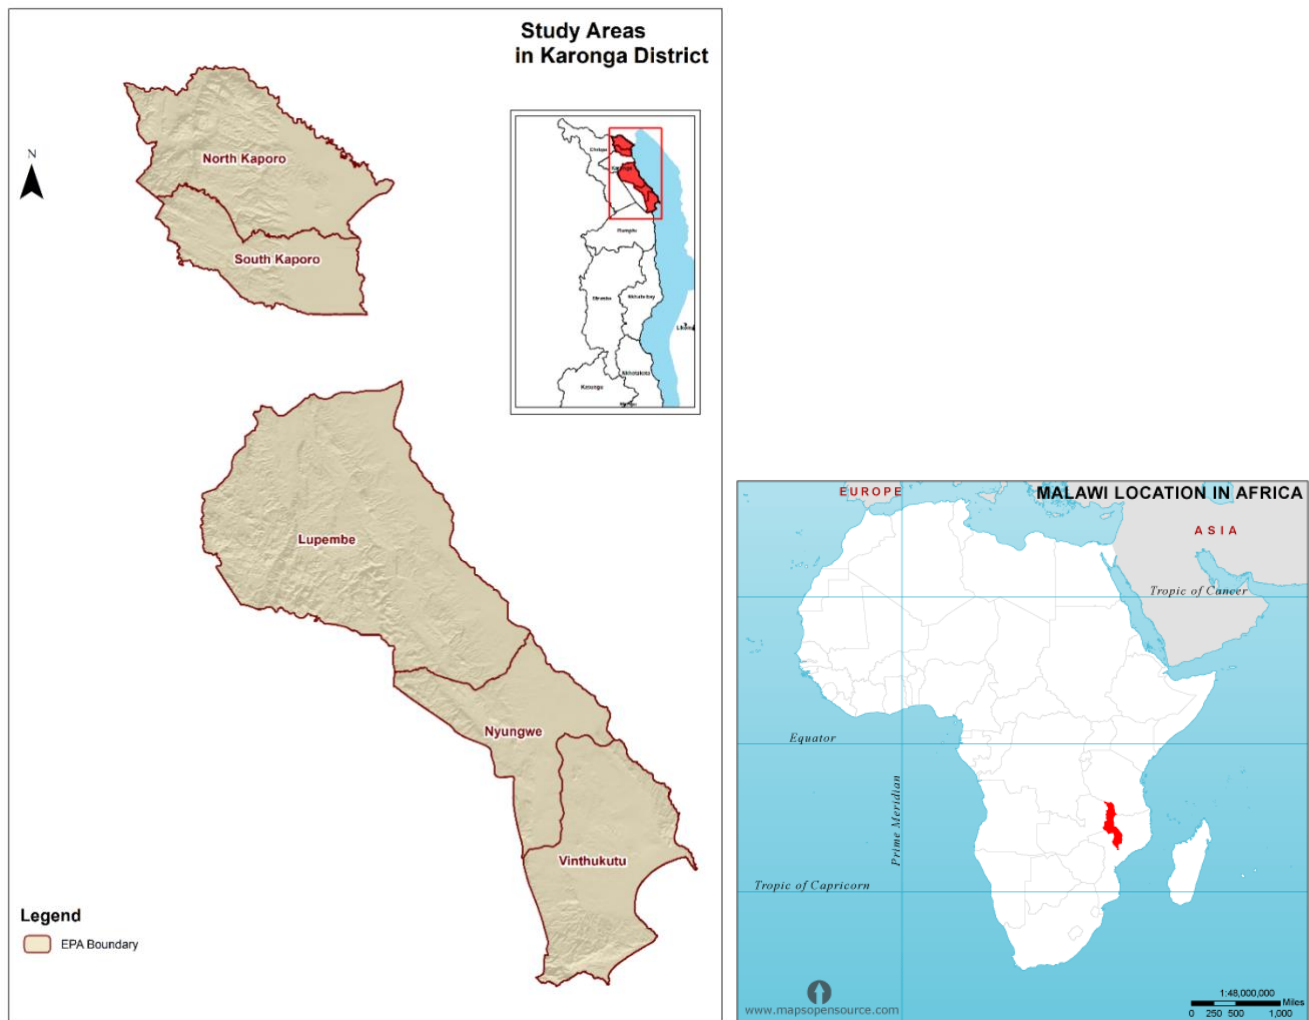 Study Areas
in Karonga District
N
North Kaporo
South Kaporo
Chitipa
Karonga
Rumphi
Mzimba
Nkhata bay
Likoma
Nkhotakota
Kasungu
Lupembe
Nyungwe
Vinthukutu
Legend
EPA Boundary
EUROPE
MALAWI LOCATION IN AFRICA
ASIA
Tropic of Cancer
Equator
Prime Meridian
Tropic of Capricorn
www.mapsopensource.com
1:48,000,000
Miles
0 250 500 1,000